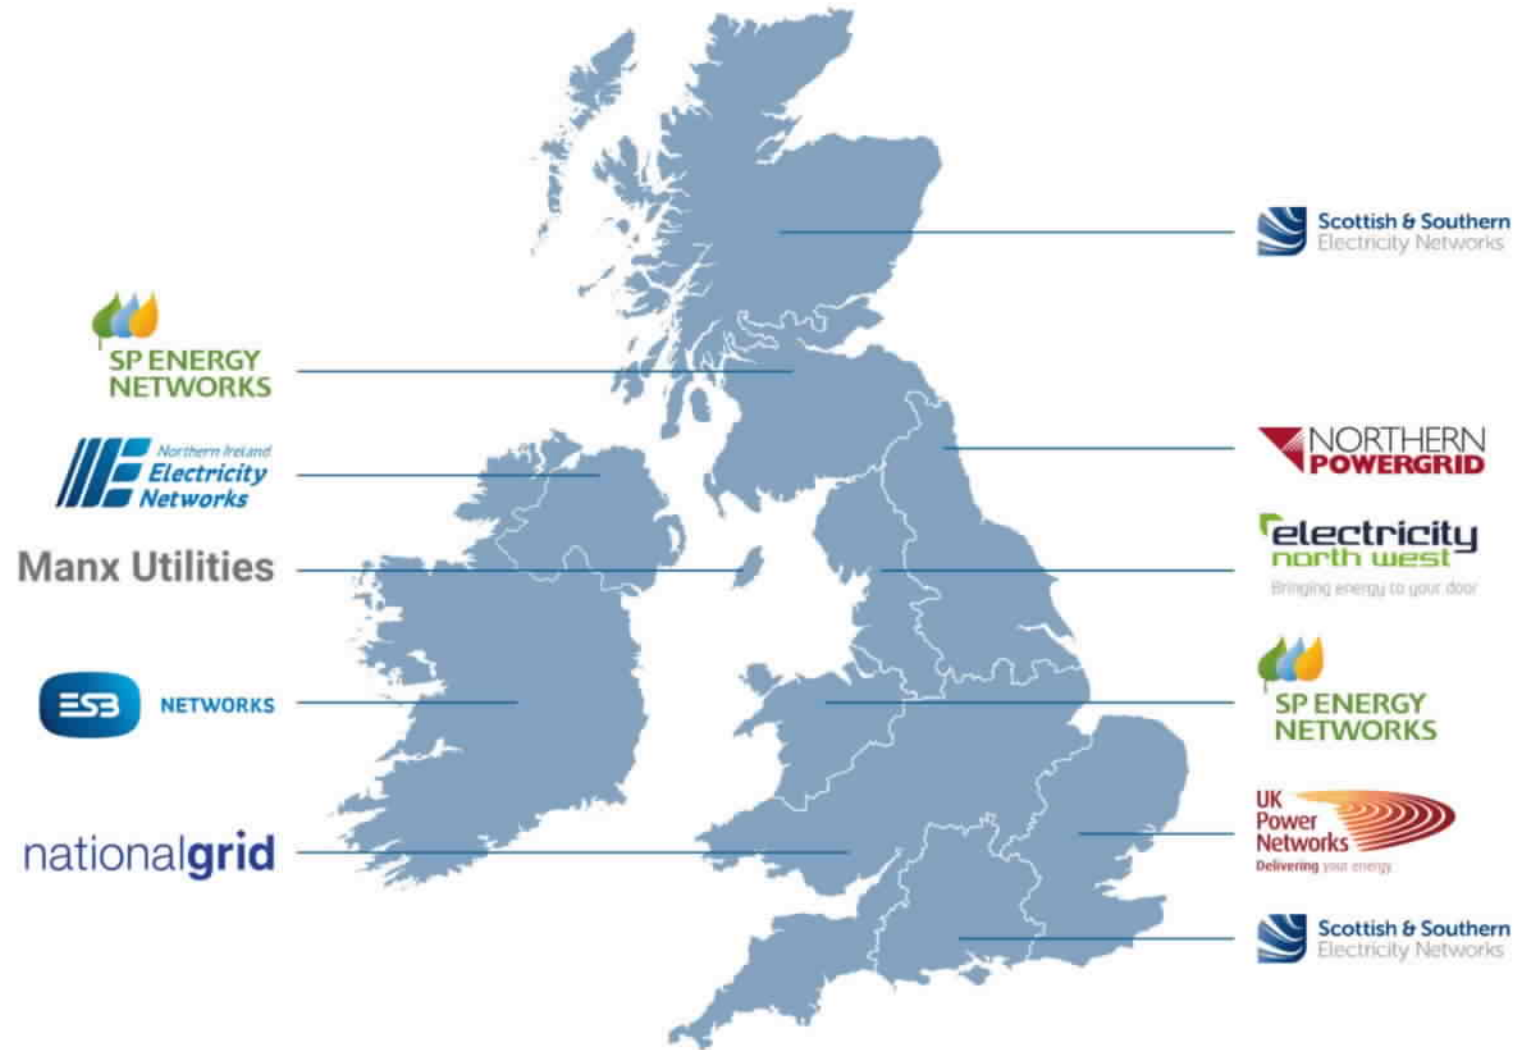 Scottish & Southern
Electricity Networks
SP ENERGY
NETWORKS
Northern Ireland
Electricity
Networks
NORTHERN
POWERGRID
electricity
north west
Bringing energy to your door
Manx Utilities
ESB NETWORKS
SP ENERGY
NETWORKS
UK
Power
Networks
Delivering your energy
nationalgrid
Scottish & Southern
Electricity Networks